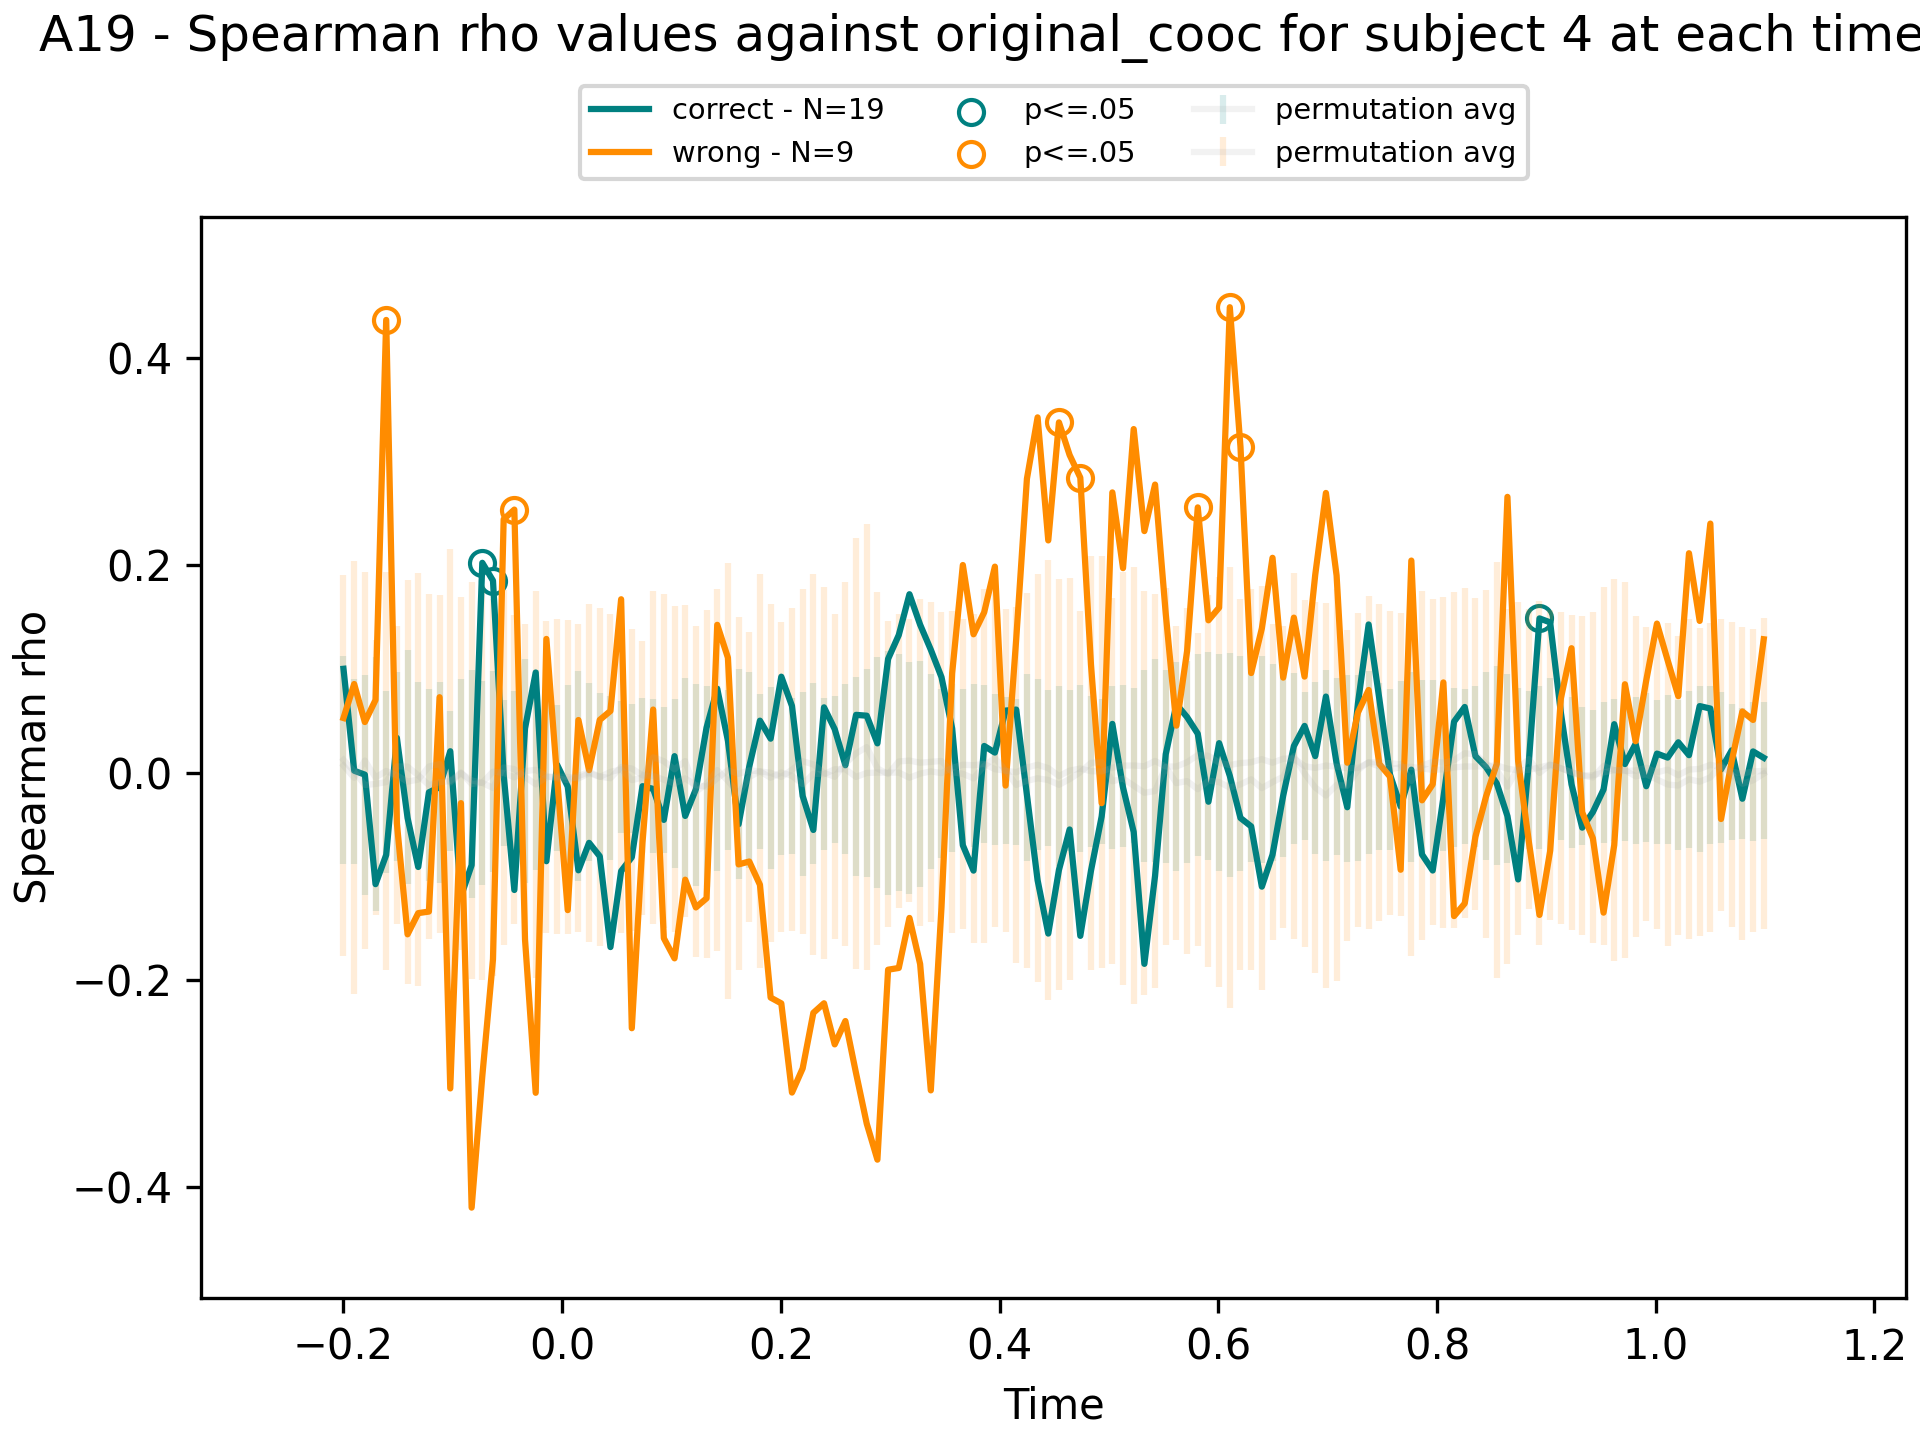 A19 - Spearman rho values against original_cooc for subject 4 at each time
correct - N=19
wrong - N=9
p<=.05
p<=.05
permutation avg
permutation avg
Spearman rho
0.4
0.2
0.0
−0.2
−0.4
−0.2 0.0 0.2 0.4 0.6 0.8 1.0 1.2
Time